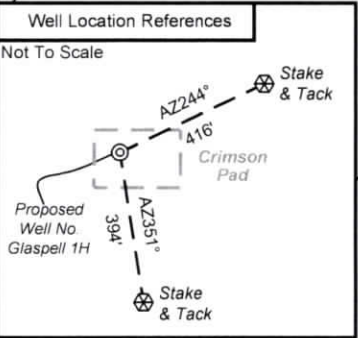 Well Location References
Not To Scale
Stake
& Tack
AZ244°
416'
Crimson
Pad
Proposed
Well No
Glaspell 1H
AZ351°
394'
Stake
& Tack